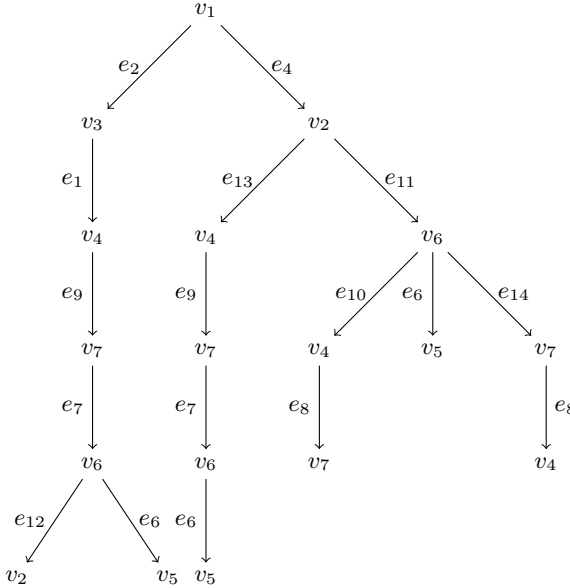 v1
e2 e4
v3 v2
e1 e13 e11
v4 v4 v6
e9 e9 e10 e6 e14
v7 v7 v4 v5 v7
e7 e7 e8 e8
v6 v6 v7 v4
e12 e6 e6
v2 v5 v5